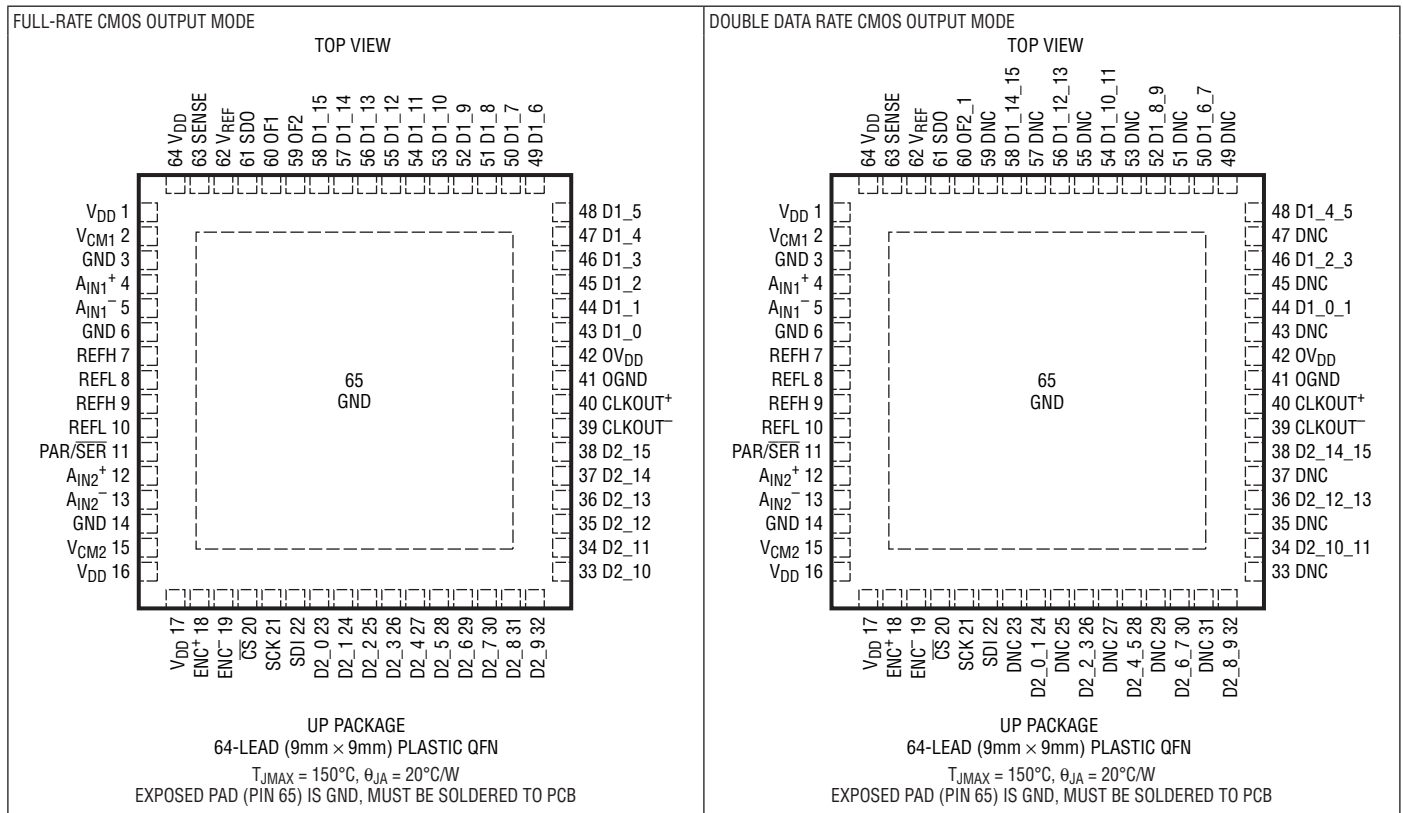 FULL-RATE CMOS OUTPUT MODE
TOP VIEW
64 VDD
63 SENSE
62 VREF
61 SDO
60 OF1
59 OF2
58 D1_15
57 D1_14
56 D1_13
55 D1_12
54 D1_11
53 D1_10
52 D1_9
51 D1_8
50 D1_7
49 D1_6
VDD 1
VCM1 2
GND 3
AIN1+ 4
AIN1– 5
GND 6
REFH 7
REFL 8
REFH 9
REFL 10
PAR/SER 11
AIN2+ 12
AIN2– 13
GND 14
VCM2 15
VDD 16
65
GND
48 D1_5
47 D1_4
46 D1_3
45 D1_2
44 D1_1
43 D1_0
42 OVDD
41 OGND
40 CLKOUT+
39 CLKOUT–
38 D2_15
37 D2_14
36 D2_13
35 D2_12
34 D2_11
33 D2_10
VDD 17
ENC+ 18
ENC– 19
CS 20
SCK 21
SDI 22
D2_0 23
D2_1 24
D2_2 25
D2_3 26
D2_4 27
D2_5 28
D2_6 29
D2_7 30
D2_8 31
D2_9 32
UP PACKAGE
64-LEAD (9mm × 9mm) PLASTIC QFN
TJMAX = 150°C, θJA = 20°C/W
EXPOSED PAD (PIN 65) IS GND, MUST BE SOLDERED TO PCB
DOUBLE DATA RATE CMOS OUTPUT MODE
TOP VIEW
64 VDD
63 SENSE
62 VREF
61 SDO
60 OF2_1
59 DNC
58 D1_14_15
57 DNC
56 D1_12_13
55 DNC
54 D1_10_11
53 DNC
52 D1_8_9
51 DNC
50 D1_6_7
49 DNC
VDD 1
VCM1 2
GND 3
AIN1+ 4
AIN1– 5
GND 6
REFH 7
REFL 8
REFH 9
REFL 10
PAR/SER 11
AIN2+ 12
AIN2– 13
GND 14
VCM2 15
VDD 16
65
GND
48 D1_4_5
47 DNC
46 D1_2_3
45 DNC
44 D1_0_1
43 DNC
42 OVDD
41 OGND
40 CLKOUT+
39 CLKOUT–
38 D2_14_15
37 DNC
36 D2_12_13
35 DNC
34 D2_10_11
33 DNC
VDD 17
ENC+ 18
ENC– 19
CS 20
SCK 21
SDI 22
DNC 23
D2_0_1 24
DNC 25
D2_2_3 26
DNC 27
D2_4_5 28
DNC 29
D2_6_7 30
DNC 31
D2_8_9 32
UP PACKAGE
64-LEAD (9mm × 9mm) PLASTIC QFN
TJMAX = 150°C, θJA = 20°C/W
EXPOSED PAD (PIN 65) IS GND, MUST BE SOLDERED TO PCB